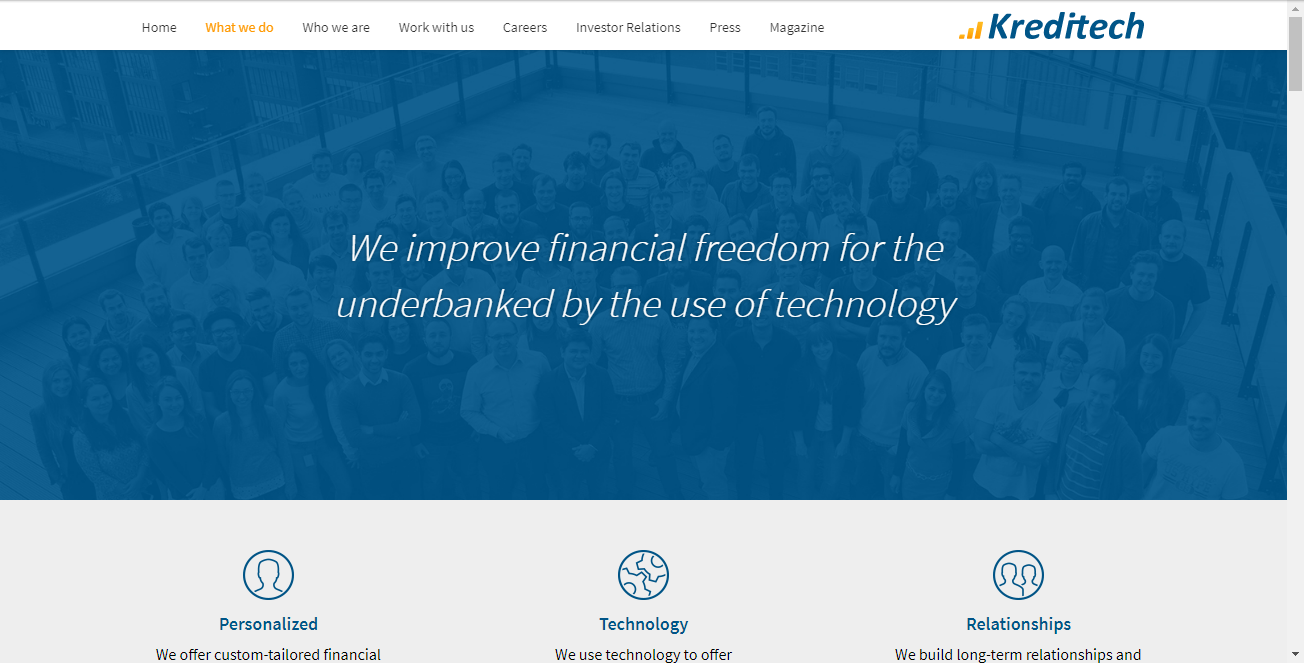 Home What we do Who we are Work with us Careers Investor Relations Press Magazine Kreditech
We improve financial freedom for the
underbanked by the use of technology
Personalized Technology Relationships
We offer custom-tailored financial We use technology to offer We build long-term relationships and